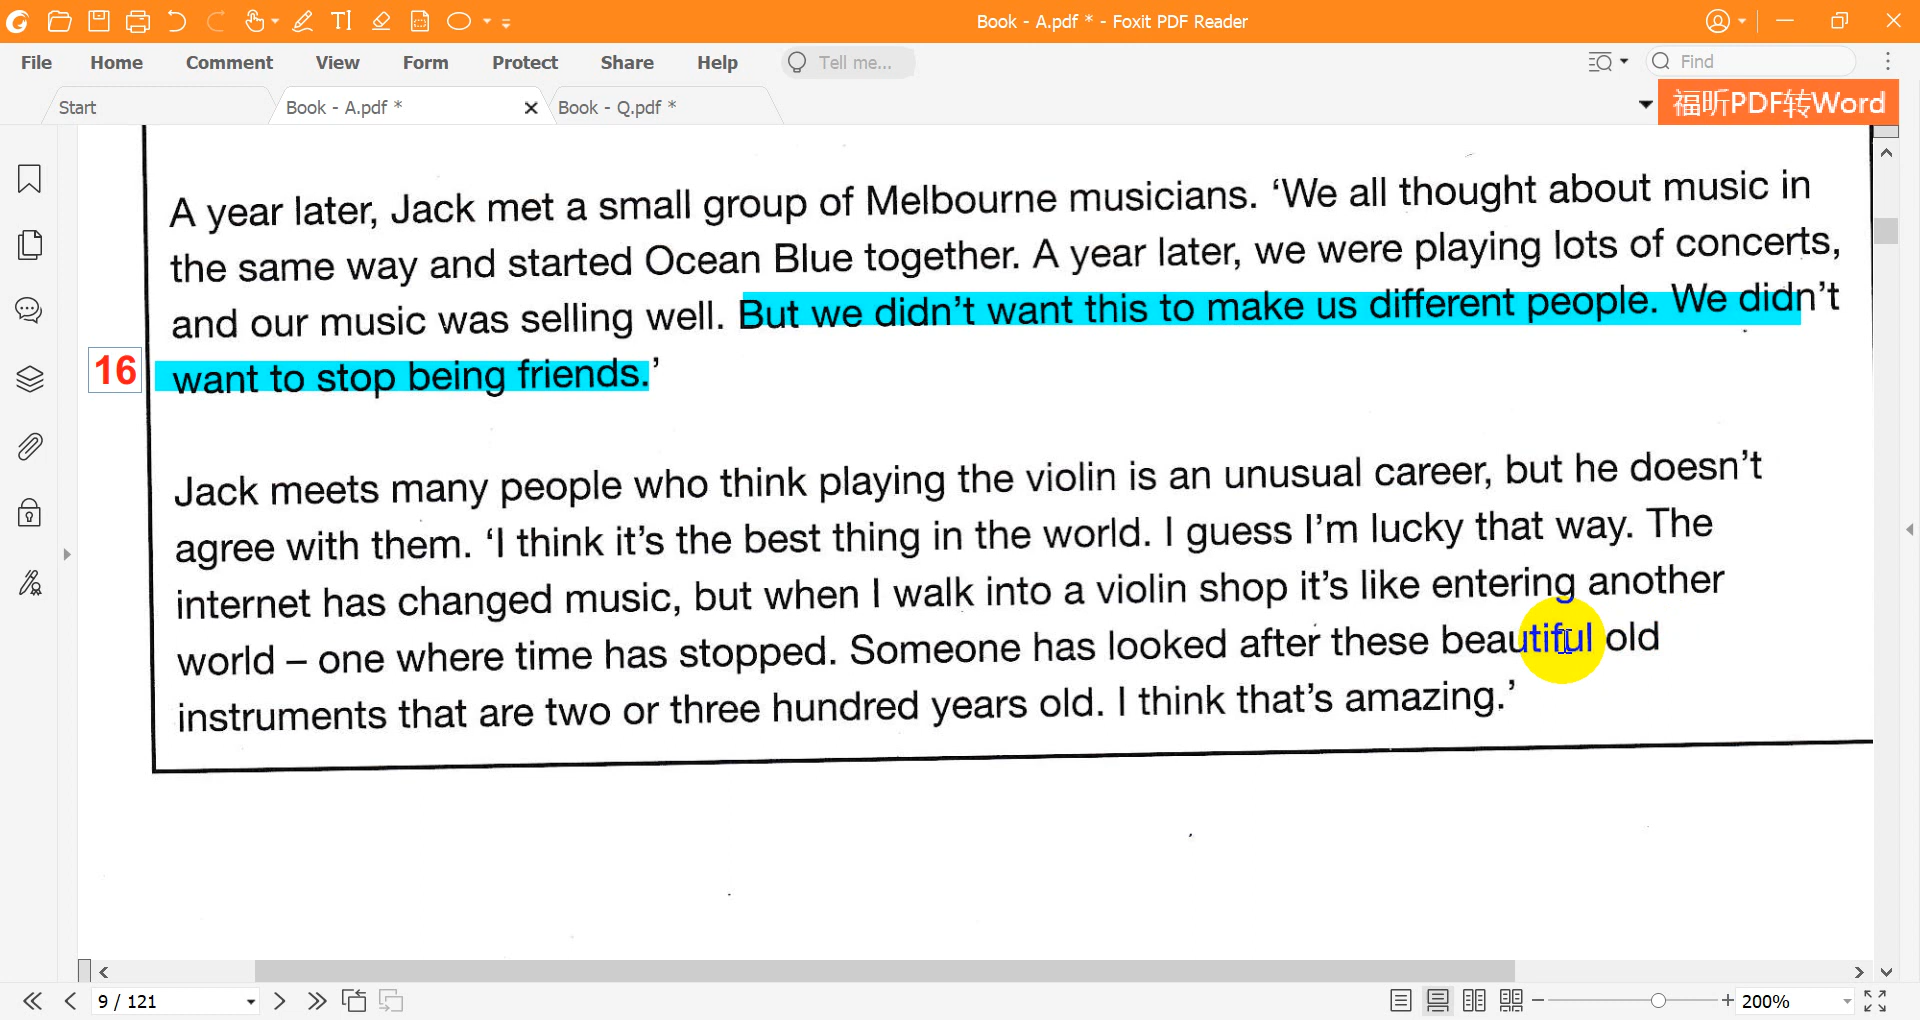 Book - A.pdf * - Foxit PDF Reader
File Home Comment View Form Protect Share Help Tell me... Find
Start Book - A.pdf * Book - Q.pdf * 福昕PDF转Word
A year later, Jack met a small group of Melbourne musicians. ‘We all thought about music in
the same way and started Ocean Blue together. A year later, we were playing lots of concerts,
and our music was selling well. But we didn’t want this to make us different people. We didn’t
16 want to stop being friends.’
Jack meets many people who think playing the violin is an unusual career, but he doesn’t
agree with them. ‘I think it’s the best thing in the world. I guess I’m lucky that way. The
internet has changed music, but when I walk into a violin shop it’s like entering another
world – one where time has stopped. Someone has looked after these beautiful old
instruments that are two or three hundred years old. I think that’s amazing.’
9 / 121 200%